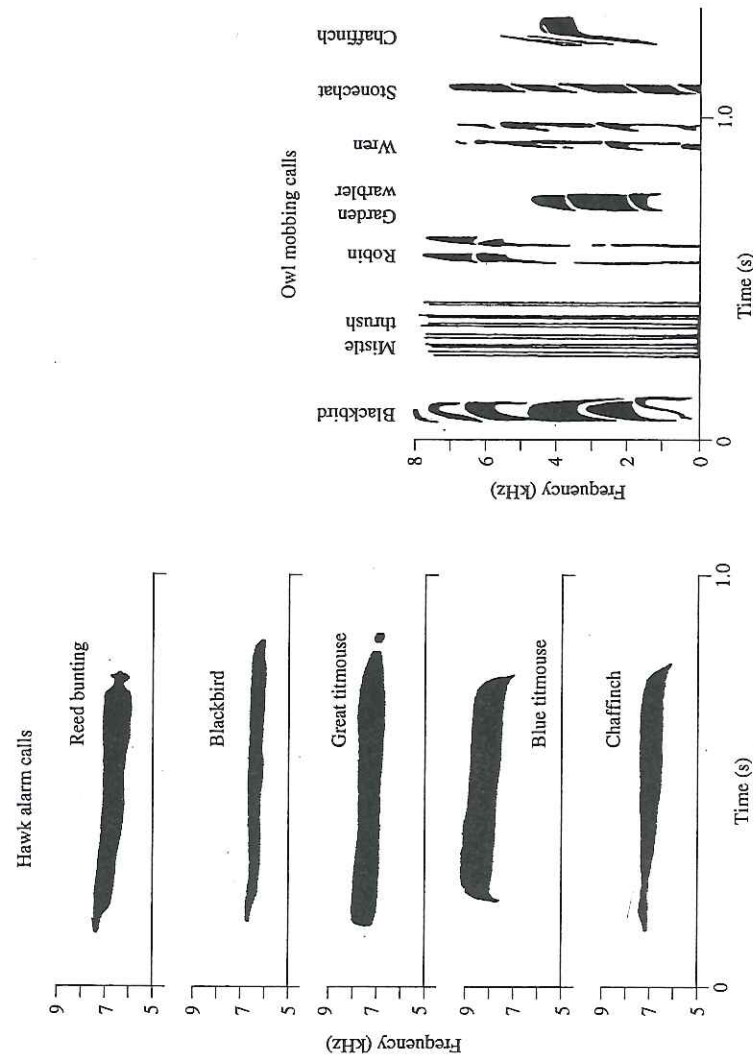 Hawk alarm calls
Reed bunting
9
7
5
Blackbird
9
7
5
Great titmouse
9
7
5
Blue titmouse
9
7
5
Chaffinch
9
7
5
Frequency (kHz)
0
1.0
Time (s)
Owl mobbing calls
Blackbird
Mistle
thrush
Robin
Garden
warbler
Wren
Stonechat
Chaffinch
8
6
4
2
0
Frequency (kHz)
0
1.0
Time (s)